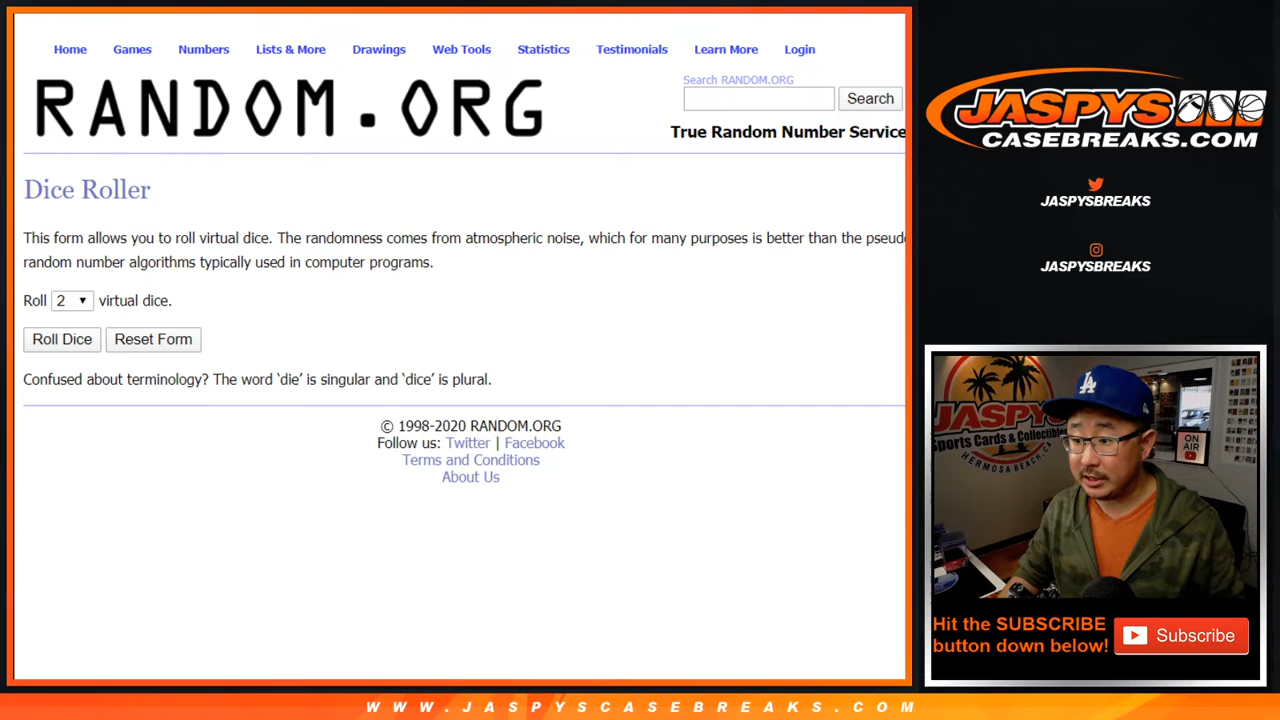 Home Games Numbers Lists & More Drawings Web Tools Statistics Testimonials Learn More Login
RANDOM.ORG
Search RANDOM.ORG
Search
True Random Number Service
Dice Roller
This form allows you to roll virtual dice. The randomness comes from atmospheric noise, which for many purposes is better than the pseudo
random number algorithms typically used in computer programs.
Roll 2 virtual dice.
Roll Dice Reset Form
Confused about terminology? The word ‘die’ is singular and ‘dice’ is plural.
© 1998-2020 RANDOM.ORG
Follow us: Twitter | Facebook
Terms and Conditions
About Us
JASPYS
CASEBREAKS.COM
JASPYSBREAKS
JASPYSBREAKS
JASPYS
Sports Cards & Collectibles
HERMOSA BEACH, CA
LA
ON
AIR
Hit the SUBSCRIBE
button down below!
Subscribe
WWW.JASPYSCASEBREAKS.COM